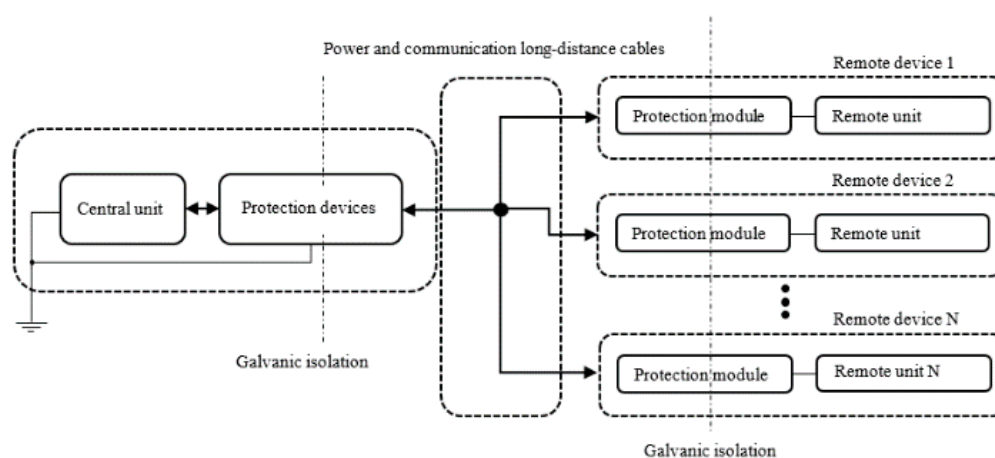 Power and communication long-distance cables
Remote device 1
Protection module
Remote unit
Remote device 2
Central unit
Protection devices
Protection module
Remote unit
Remote device N
Galvanic isolation
Protection module
Remote unit N
Galvanic isolation